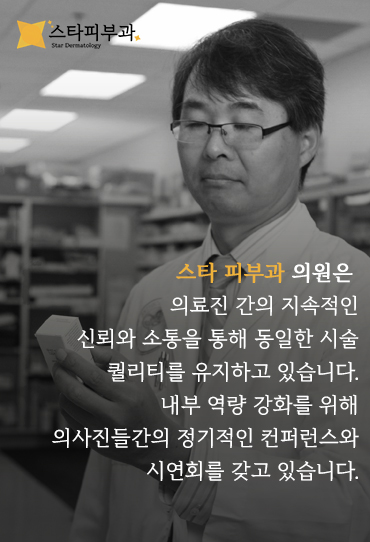 스타피부과
Star Dermatology
스타 피부과 의원은
의료진 간의 지속적인
신뢰와 소통을 통해 동일한 시술
퀄리티를 유지하고 있습니다.
내부 역량 강화를 위해
의사진들간의 정기적인 컨퍼런스와
시연회를 갖고 있습니다.